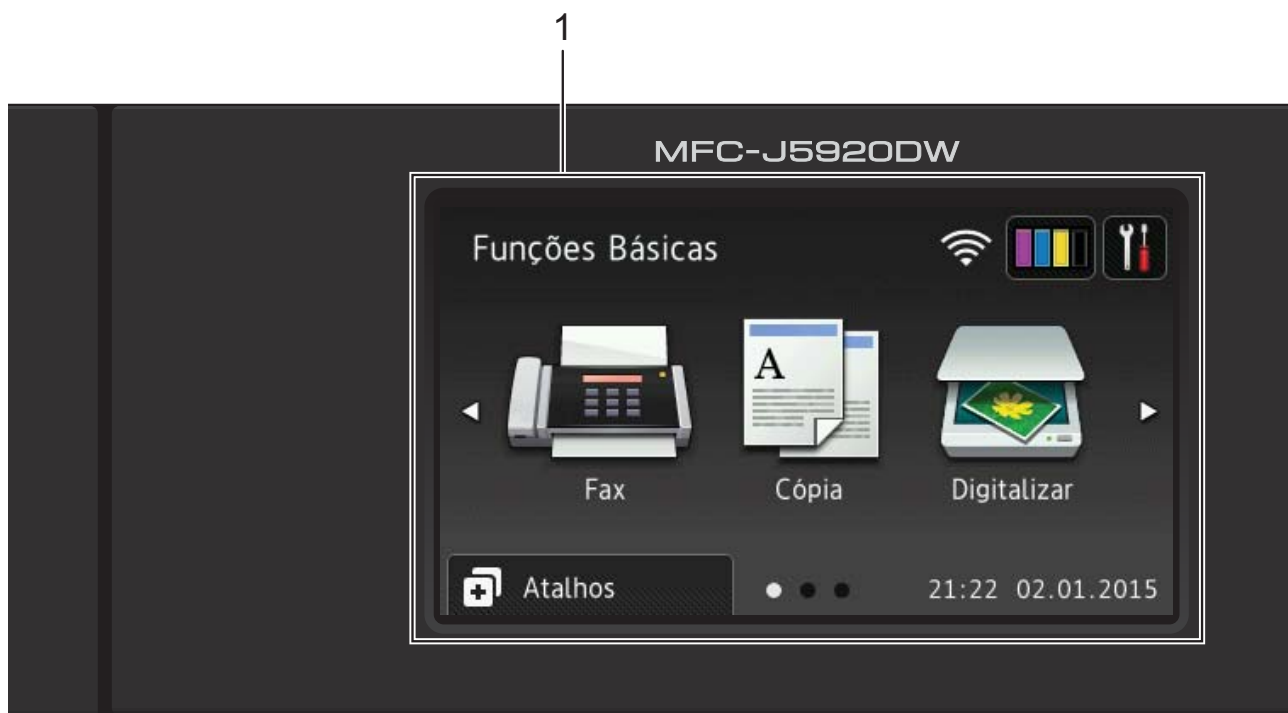 1
MFC-J5920DW
Funções Básicas
A
Fax
Cópia
Digitalizar
Atalhos
21:22 02.01.2015